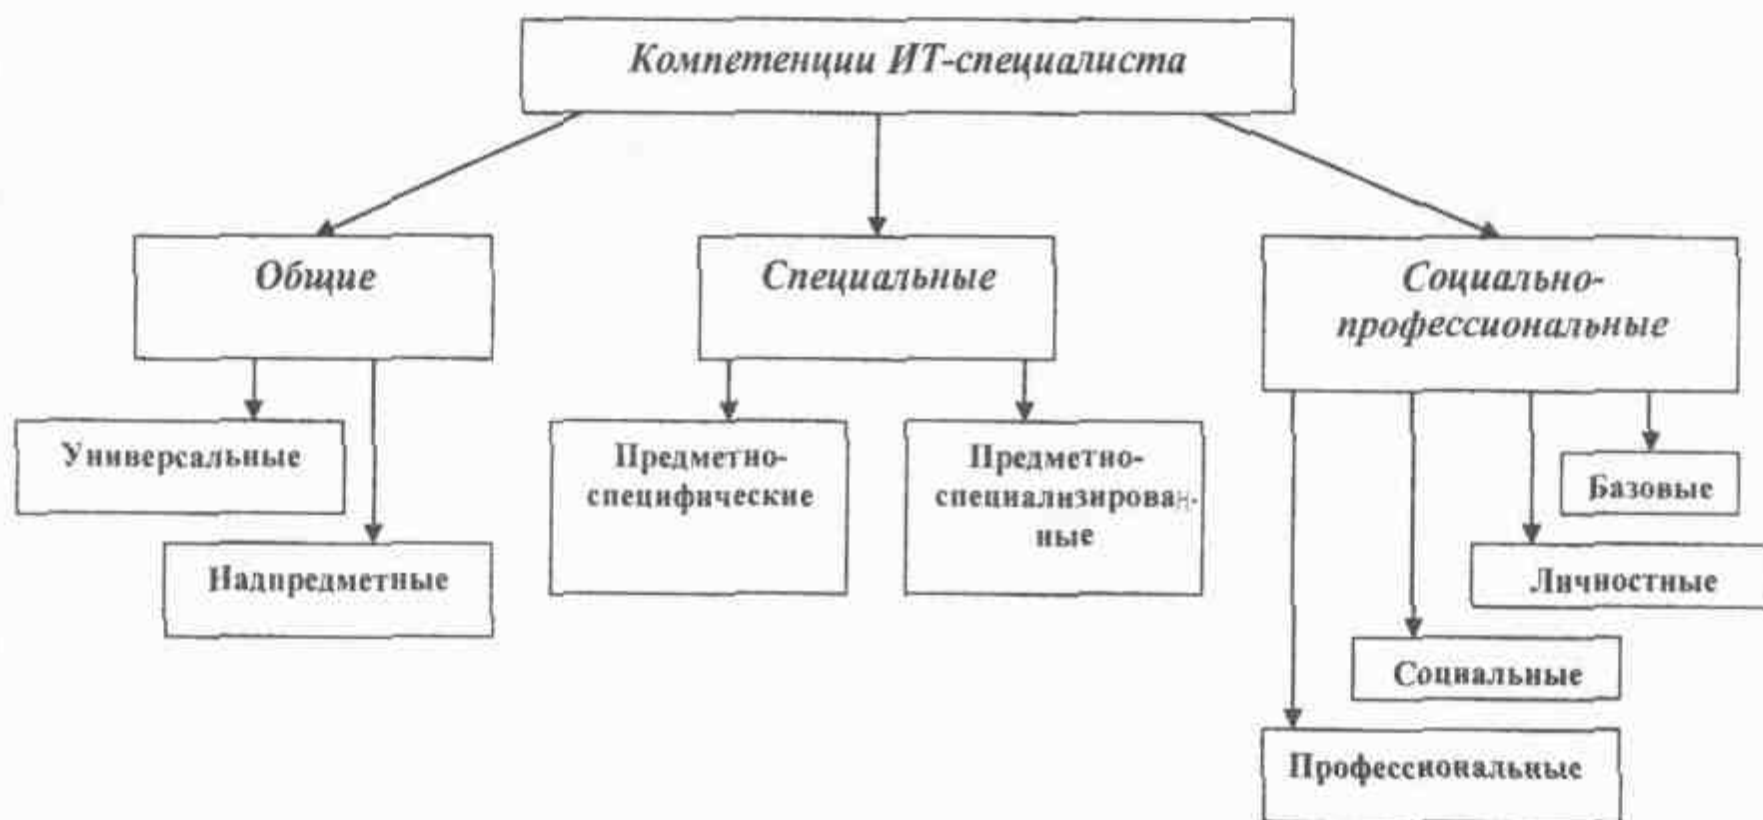 Компетенции ИТ-специалиста
Общие
Специальные
Социально-
профессиональные
Универсальные
Надпредметные
Предметно-
специфические
Предметно-
специализирован-
ные
Базовые
Личностные
Социальные
Профессиональные